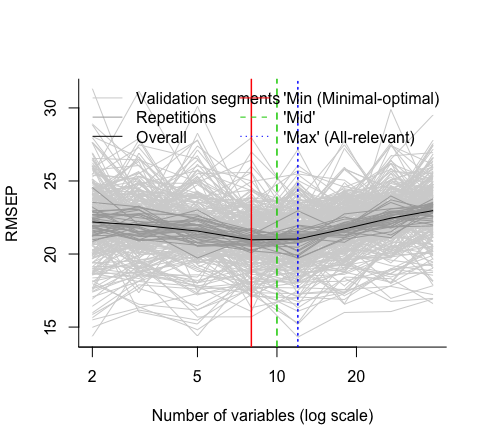 Validation segments 'Min (Minimal-optimal)
Repetitions 'Mid'
Overall 'Max' (All-relevant)
RMSEP
30
25
20
15
2 5 10 20
Number of variables (log scale)